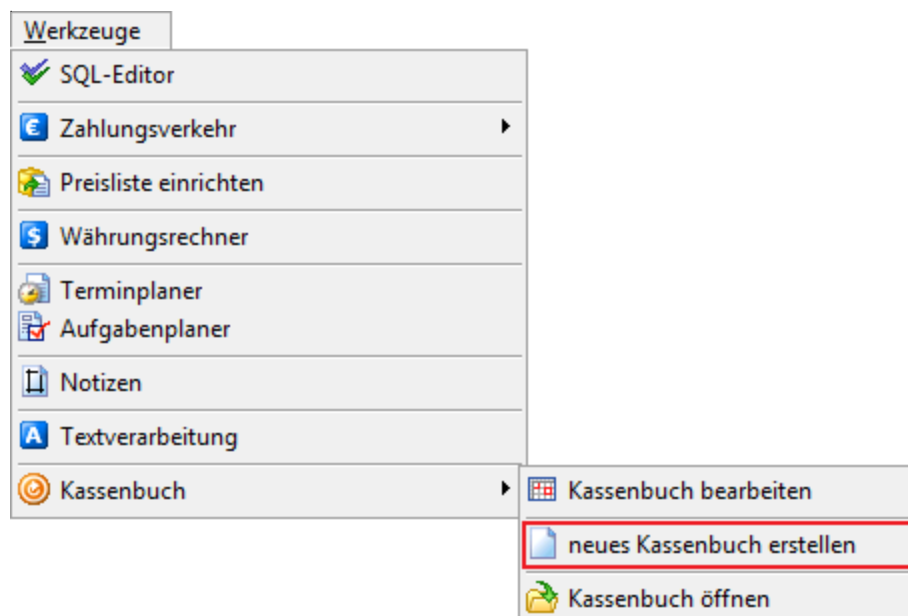 Werkzeuge
SQL-Editor
Zahlungsverkehr
Preisliste einrichten
Währungsrechner
Terminplaner
Aufgabenplaner
Notizen
Textverarbeitung
Kassenbuch
Kassenbuch bearbeiten
neues Kassenbuch erstellen
Kassenbuch öffnen